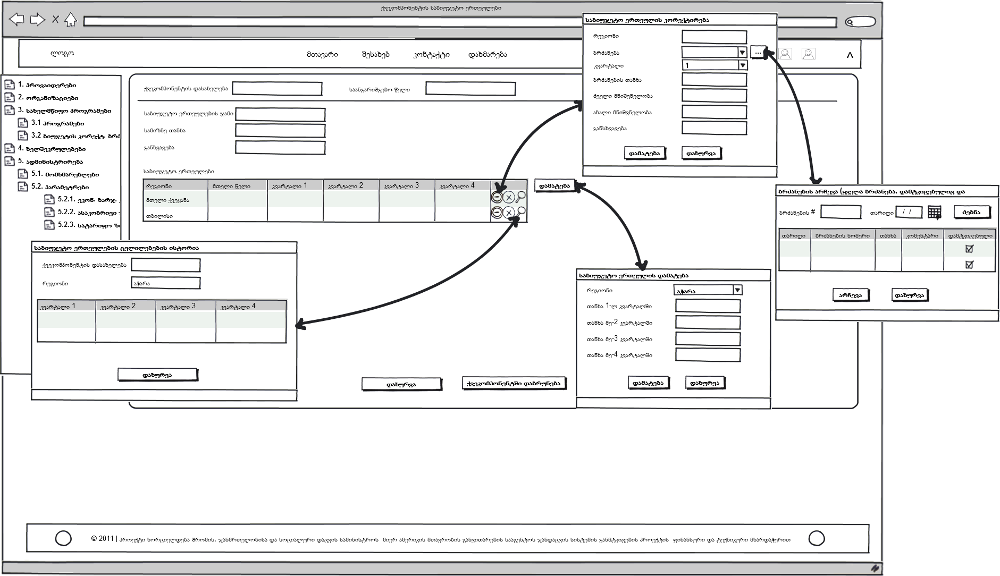 ქვეკომპონენტის საბიუჯეტო ერთეულები
ლოგო
მთავარი შესახებ კონტაქტი დახმარება
^
1. პროვაიდერები
2. ორგანიზაციები
3. სახელმწიფო პროგრამები
3.1 პროგრამები
3.2 ბიუჯეტის კორექტ. ბრძ
4. ხელშეკრულებები
5. ადმინისტრირება
5.1. მომხმარებლები
5.2. პარამეტრები
5.2.1. ეკონ. ხარჯ.
5.2.2. ასაკობრივი
5.2.3. სატარიფო
ქვეკომპონენტის დასახელება
საანგარიშგებო წელი
საბიუჯეტო ერთეულების ჯამი
სამიზნე თანხა
განხვავება
საბიუჯეტო ერთეულები
რეგიონი მთელი წელი კვარტალი 1 კვარტალი 2 კვარტალი 3 კვარტალი 4
მთელი ქვეყანა
თბილისი
დამატება
საბიუჯეტო ერთეულის კორექტირება
რეგიონი
ბრძანება ...
კვარტალი 1
ბრძანების თანხა
ძველი მნიშვნელობა
ახალი მნიშვნელობა
განსხვავება
დამატება დახურვა
ბრძანების არჩევა (ყველა ბრძანება, დამტკიცებულიც და
ბრძანების # თარიღი / / ძებნა
თარიღი ბრძანების ნომერი თანხა კომენტარი დამტკიცებული
არჩევა დახურვა
საბიუჯეტო ერთეულების ცვლილებების ისტორია
ქვეკომპონენტის დასახელება
რეგიონი აჭარა
კვარტალი 1 კვარტალი 2 კვარტალი 3 კვარტალი 4
დახურვა
საბიუჯეტო ერთეულის დამატება
რეგიონი აჭარა
თანხა 1-ლ კვარტალში
თანხა მე-2 კვარტალში
თანხა მე-3 კვარტალში
თანხა მე-4 კვარტალში
დამატება დახურვა
დახურვა ქვეკომპონენტში დაბრუნება
© 2011 | პროექტი ხორციელდება შრომის, ჯანმრთელობისა და სოციალური დაცვის სამინისტროს მიერ ამერიკის მთავრობის განვითარების სააგენტოს ჯანდაცვის სისტემის განმტკიცების პროექტის ფინანსური და ტექნიკური მხარდაჭერით